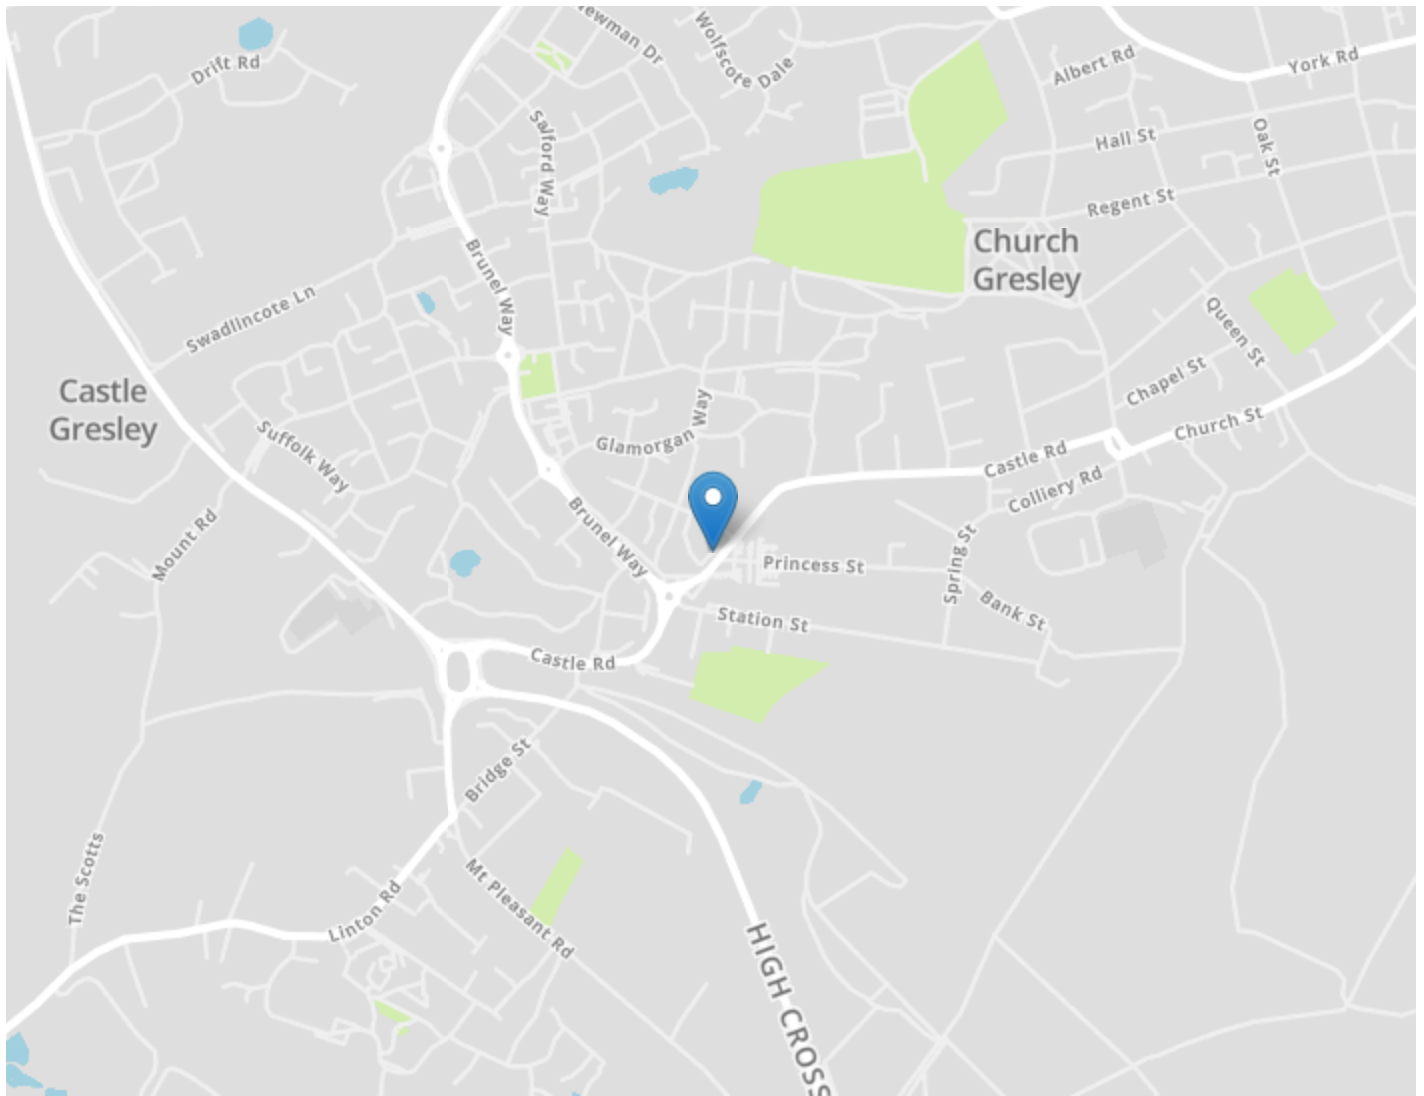 Newman Dr
Wolfscote Dale
Albert Rd
York Rd
Drift Rd
Salford Way
Hall St
Oak St
Regent St
Church
Gresley
Brunel Way
Swadlincote Ln
Queen St
Chapel St
Castle
Gresley
Glamorgan Way
Church St
Suffolk Way
Castle Rd
Colliery Rd
Mount Rd
Brunel Way
Spring St
Princess St
Bank St
Station St
Castle Rd
Bridge St
The Scotts
Mt Pleasant Rd
Linton Rd
HIGH CROSS